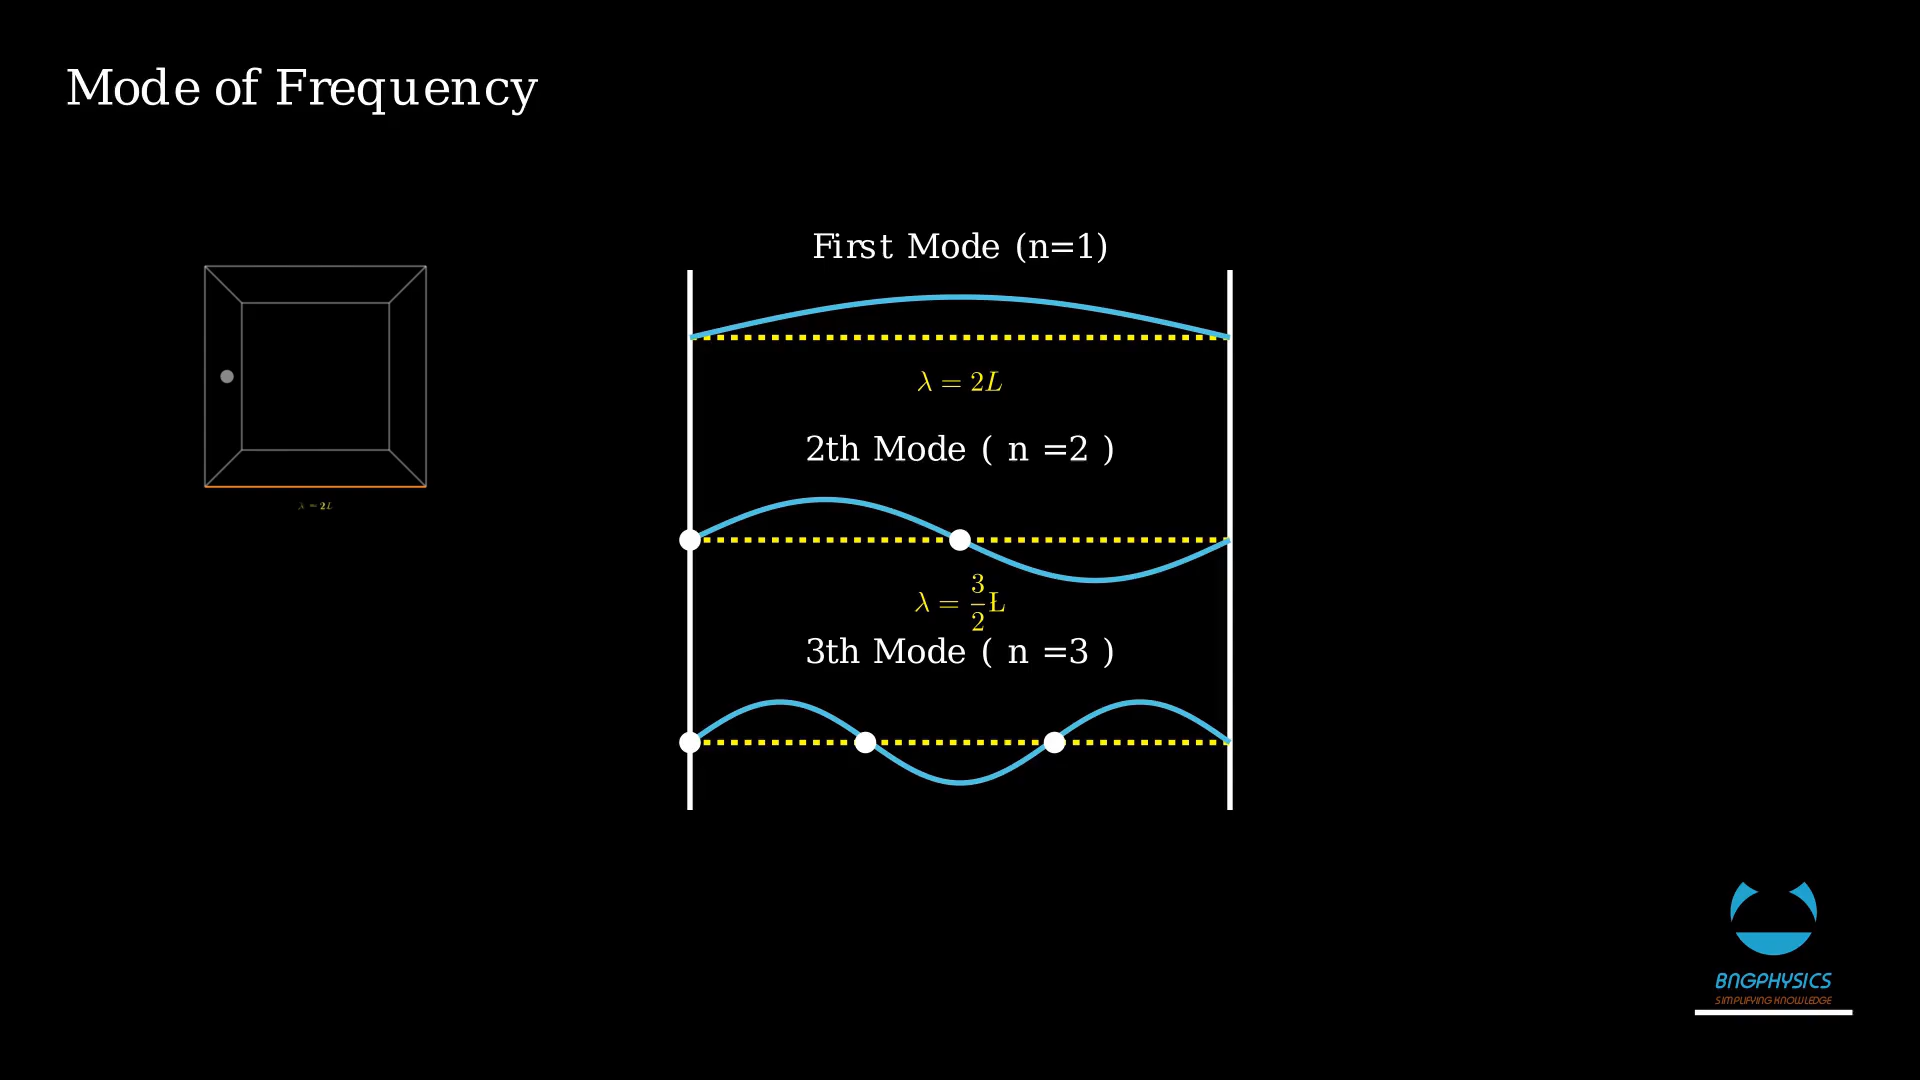 Mode of Frequency
First Mode (n=1)
λ = 2L
λ = 2L
2th Mode ( n =2 )
λ = 3/2 Ł
3th Mode ( n =3 )
BNGPHYSICS
SIMPLIFYING KNOWLEDGE